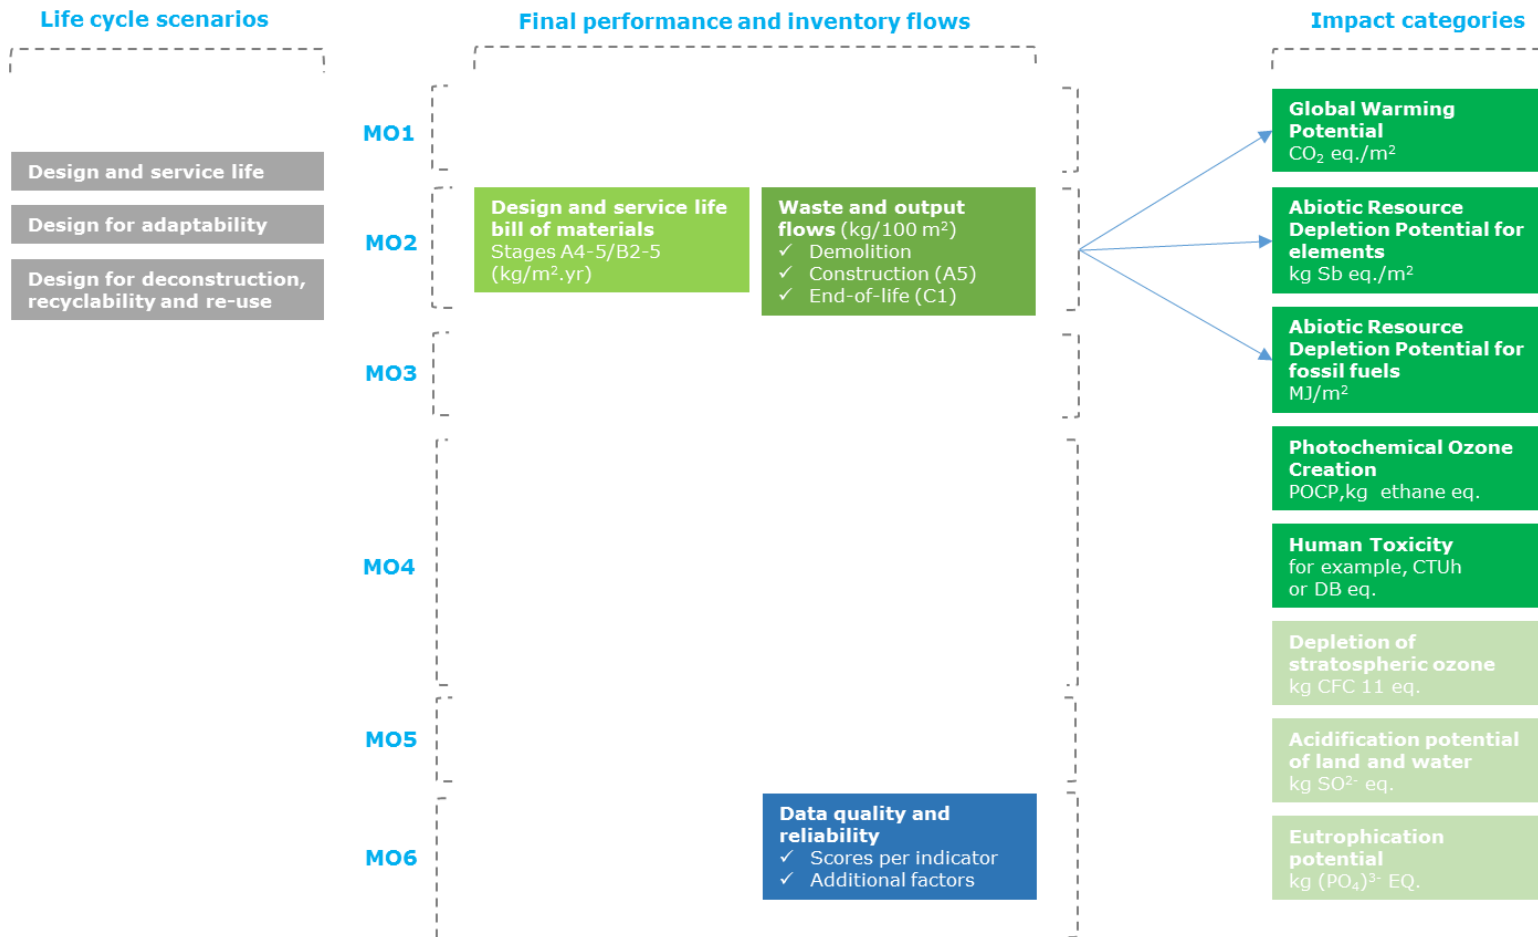 Life cycle scenarios
Final performance and inventory flows
Impact categories
Design and service life
Design for adaptability
Design for deconstruction,
recyclability and re-use
MO1
MO2
MO3
MO4
MO5
MO6
Design and service life
bill of materials
Stages A4-5/B2-5
(kg/m².yr)
Waste and output
flows (kg/100 m²)
✓ Demolition
✓ Construction (A5)
✓ End-of-life (C1)
Data quality and
reliability
✓ Scores per indicator
✓ Additional factors
Global Warming
Potential
CO₂ eq./m²
Abiotic Resource
Depletion Potential for
elements
kg Sb eq./m²
Abiotic Resource
Depletion Potential for
fossil fuels
MJ/m²
Photochemical Ozone
Creation
POCP,kg ethane eq.
Human Toxicity
for example, CTUh
or DB eq.
Depletion of
stratospheric ozone
kg CFC 11 eq.
Acidification potential
of land and water
kg SO²⁻ eq.
Eutrophication
potential
kg (PO₄)³⁻ EQ.